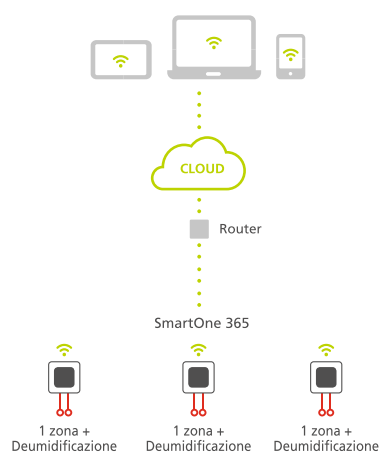 CLOUD
Router
SmartOne 365
1 zona +
Deumidificazione
1 zona +
Deumidificazione
1 zona +
Deumidificazione